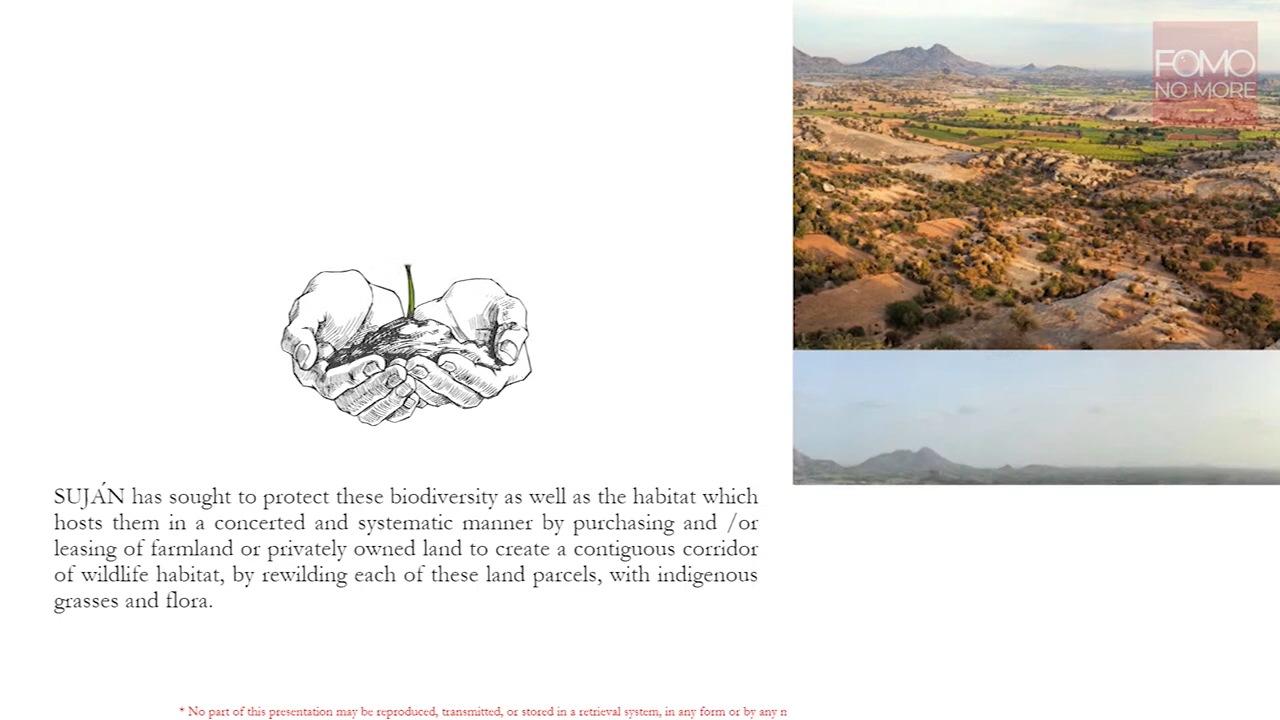 FOMO
NO MORE
SUJÁN has sought to protect these biodiversity as well as the habitat which
hosts them in a concerted and systematic manner by purchasing and /or
leasing of farmland or privately owned land to create a contiguous corridor
of wildlife habitat, by rewilding each of these land parcels, with indigenous
grasses and flora.
* No part of this presentation may be reproduced, transmitted, or stored in a retrieval system, in any form or by any